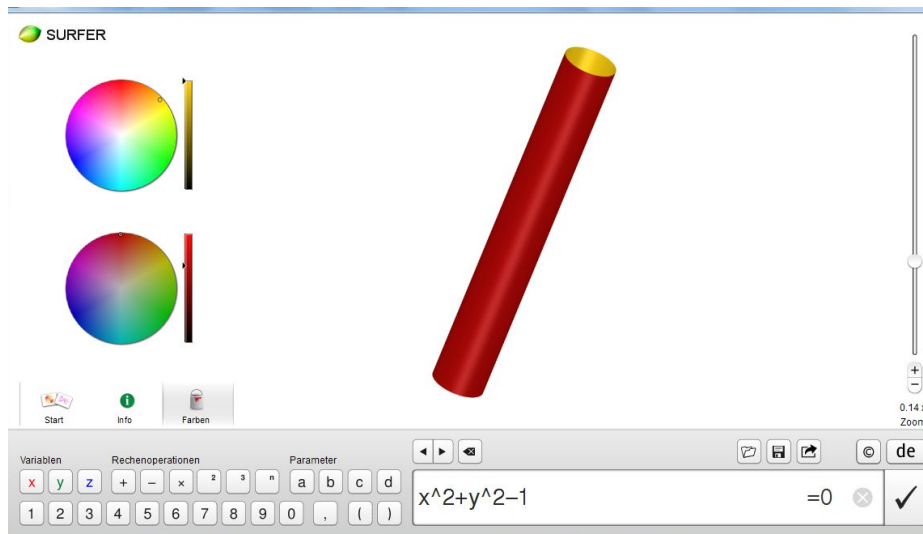 SURFER
Start Info Farben
+
−
0.14 x
Zoom
Variablen Rechenoperationen Parameter
x y z + − × ² ³ ⁿ a b c d
1 2 3 4 5 6 7 8 9 0 , ( )
© de
x^2+y^2−1 =0